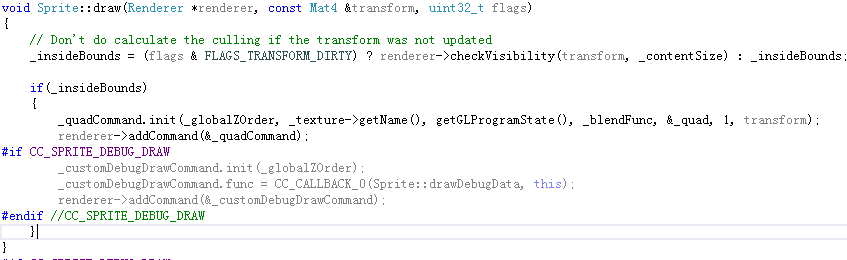 void Sprite::draw(Renderer *renderer, const Mat4 &transform, uint32_t flags)
{
    // Don't do calculate the culling if the transform was not updated
    _insideBounds = (flags & FLAGS_TRANSFORM_DIRTY) ? renderer->checkVisibility(transform, _contentSize) : _insideBounds;
    if(_insideBounds)
    {
        _quadCommand.init(_globalZOrder, _texture->getName(), getGLProgramState(), _blendFunc, &_quad, 1, transform);
        renderer->addCommand(&_quadCommand);
#if CC_SPRITE_DEBUG_DRAW
        _customDebugDrawCommand.init(_globalZOrder);
        _customDebugDrawCommand.func = CC_CALLBACK_0(Sprite::drawDebugData, this);
        renderer->addCommand(&_customDebugDrawCommand);
#endif //CC_SPRITE_DEBUG_DRAW
    }
}